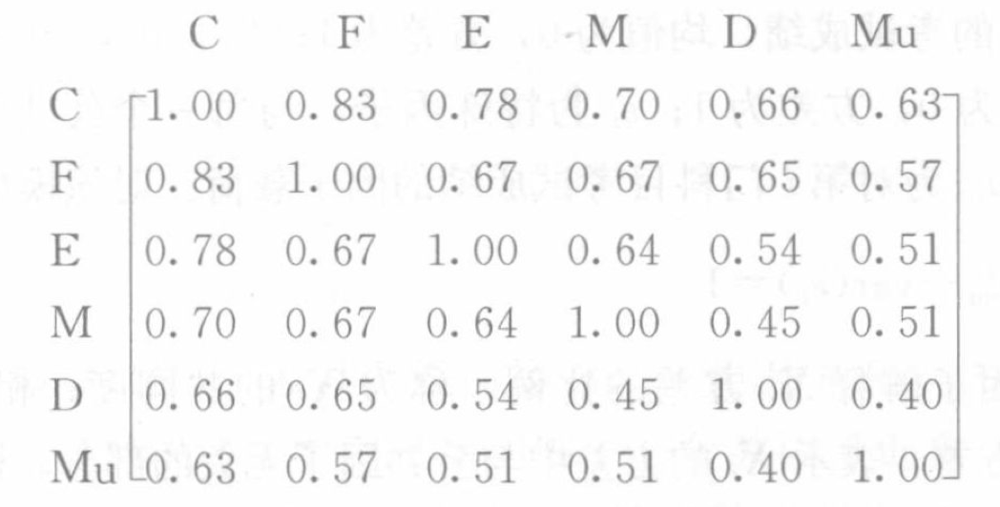 C F E M D Mu
C 1.00 0.83 0.78 0.70 0.66 0.63
F 0.83 1.00 0.67 0.67 0.65 0.57
E 0.78 0.67 1.00 0.64 0.54 0.51
M 0.70 0.67 0.64 1.00 0.45 0.51
D 0.66 0.65 0.54 0.45 1.00 0.40
Mu 0.63 0.57 0.51 0.51 0.40 1.00